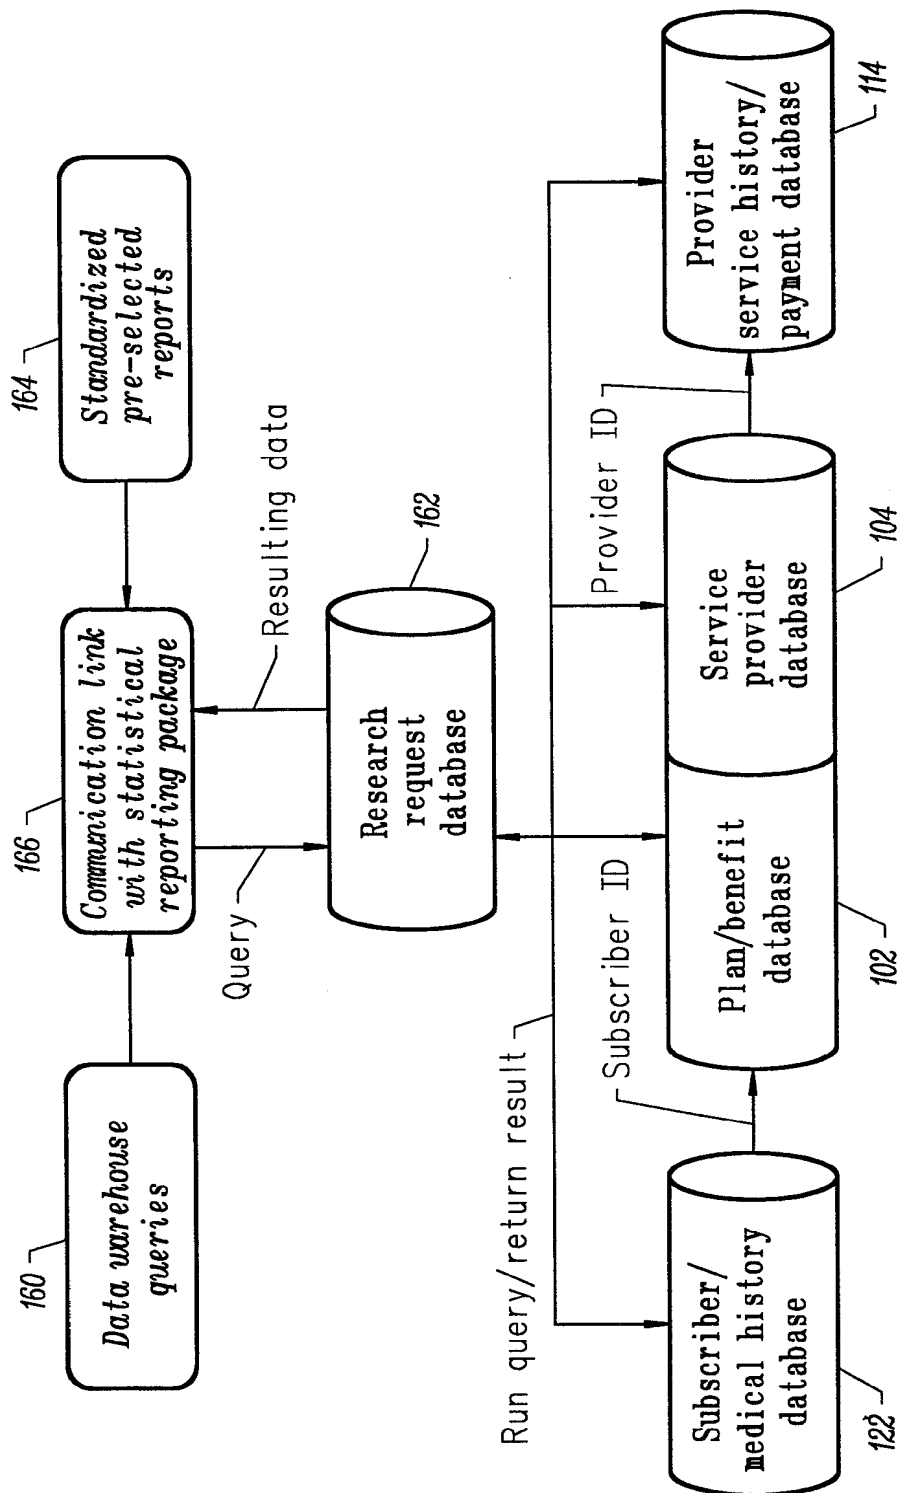 160
Data warehouse
queries
166
Communication link
with statistical
reporting package
164
Standardized
pre-selected
reports
Query
Resulting data
162
Research
request
database
Run query/return result
Subscriber ID
Provider ID
Subscriber/
medical history
database
122
Plan/benefit
database
102
Service
provider
database
104
Provider
service history/
payment database
114